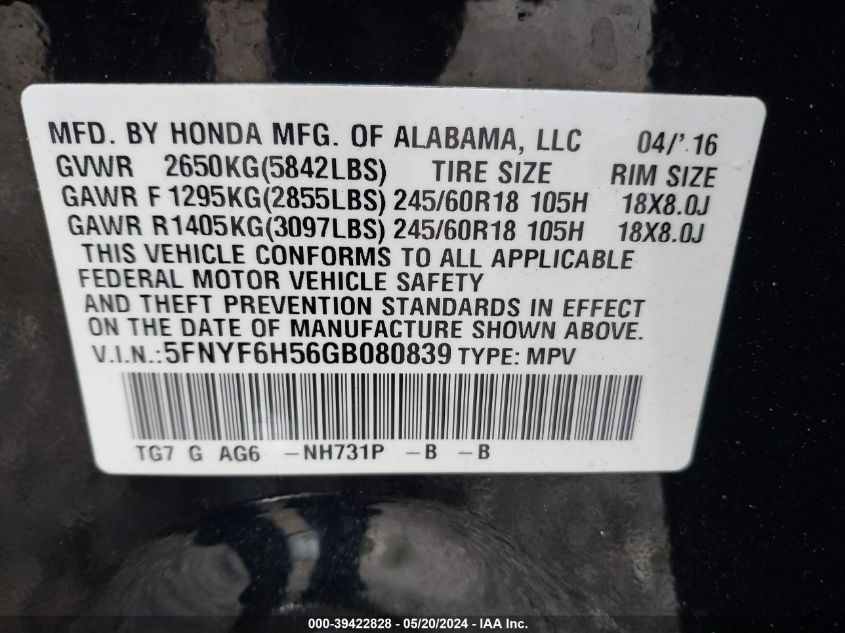 MFD. BY HONDA MFG. OF ALABAMA, LLC 04/'16
GVWR 2650KG(5842LBS) TIRE SIZE RIM SIZE
GAWR F 1295KG(2855LBS) 245/60R18 105H 18X8.0J
GAWR R1405KG(3097LBS) 245/60R18 105H 18X8.0J
THIS VEHICLE CONFORMS TO ALL APPLICABLE
FEDERAL MOTOR VEHICLE SAFETY
AND THEFT PREVENTION STANDARDS IN EFFECT
ON THE DATE OF MANUFACTURE SHOWN ABOVE.
V.I.N.:5FNYF6H56GB080839 TYPE: MPV
TG7 G AG6 -NH731P -B -B
000-39422828 - 05/20/2024 - IAA Inc.